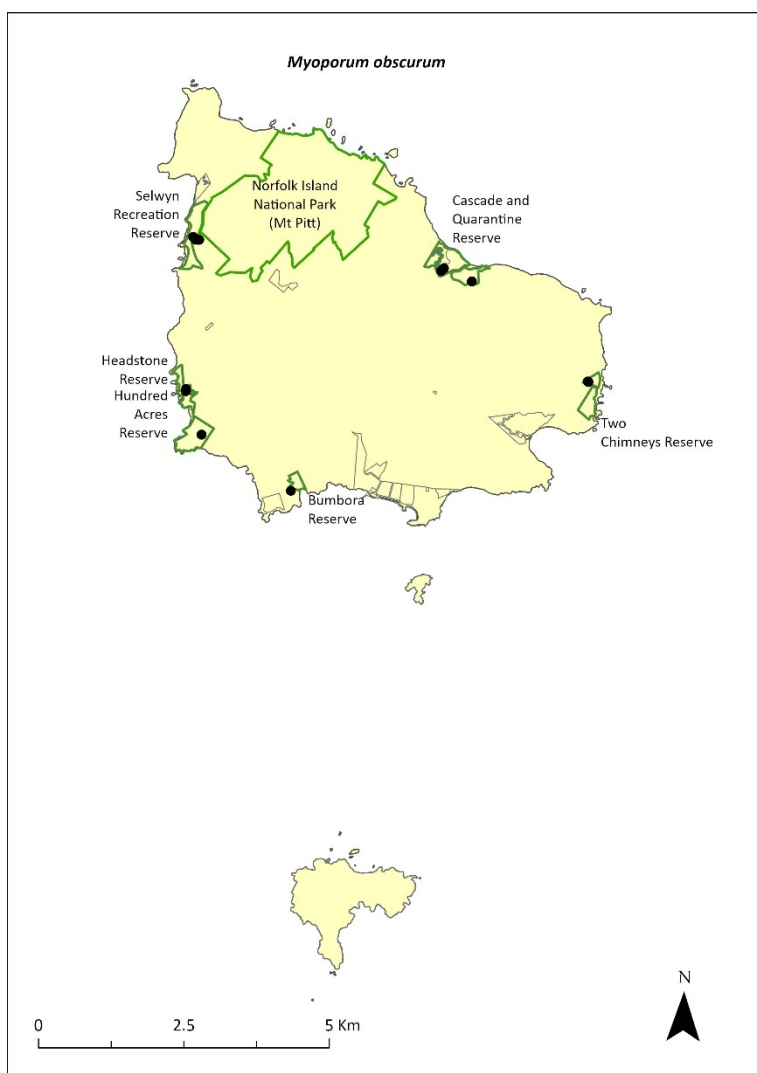 Myoporum obscurum
Norfolk Island
National Park
(Mt Pitt)
Selwyn
Recreation
Reserve
Cascade and
Quarantine
Reserve
Headstone
Reserve
Hundred
Acres
Reserve
Two
Chimneys Reserve
Bumbora
Reserve
N
0 2.5 5 Km